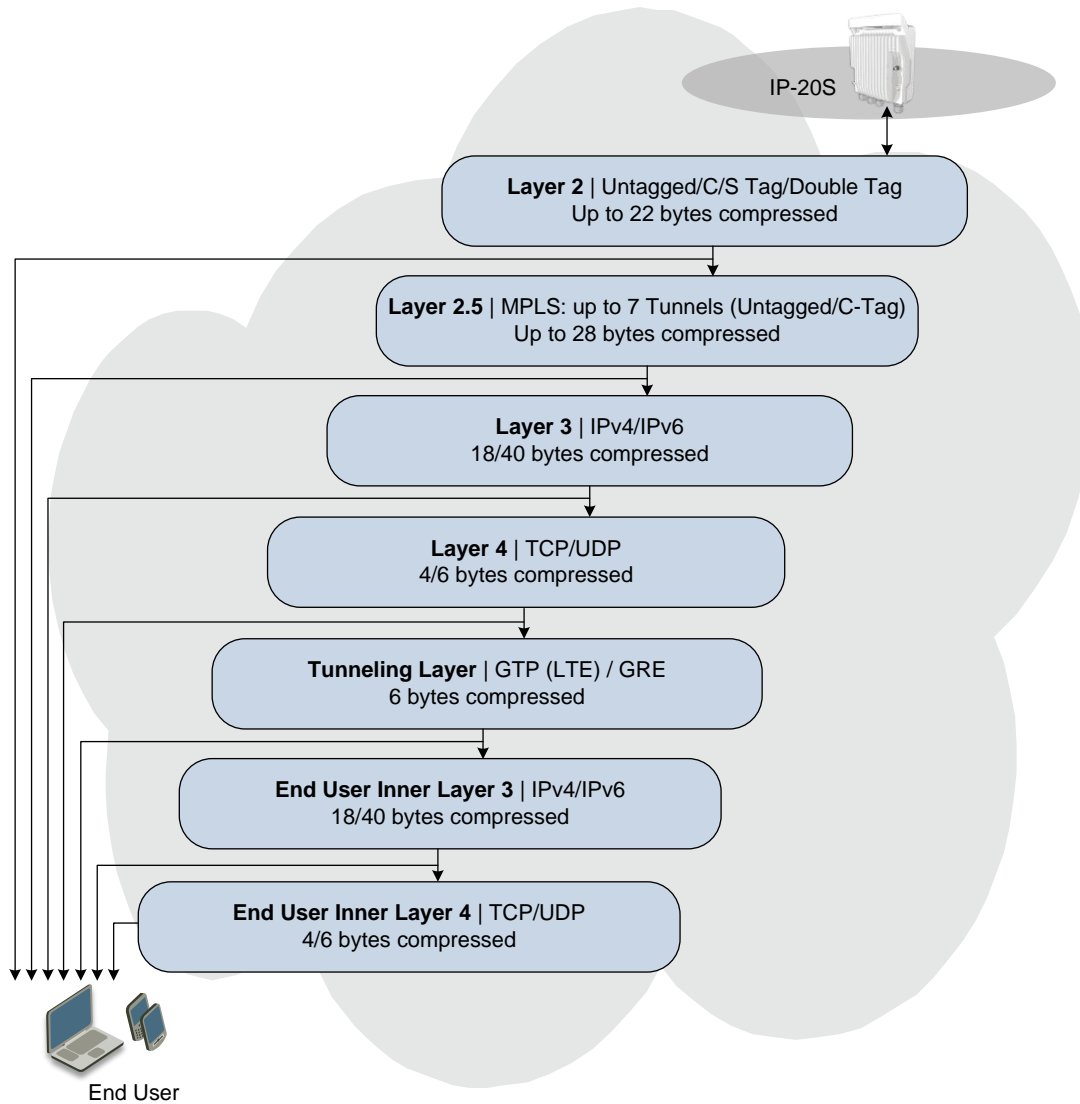 IP-20S
Layer 2 | Untagged/C/S Tag/Double Tag
Up to 22 bytes compressed
Layer 2.5 | MPLS: up to 7 Tunnels (Untagged/C-Tag)
Up to 28 bytes compressed
Layer 3 | IPv4/IPv6
18/40 bytes compressed
Layer 4 | TCP/UDP
4/6 bytes compressed
Tunneling Layer | GTP (LTE) / GRE
6 bytes compressed
End User Inner Layer 3 | IPv4/IPv6
18/40 bytes compressed
End User Inner Layer 4 | TCP/UDP
4/6 bytes compressed
End User